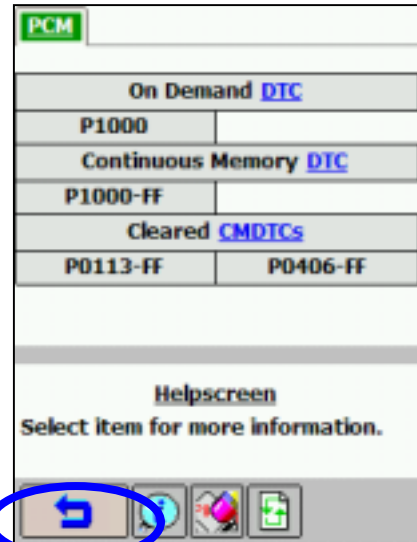 PCM
On Demand DTC
P1000
Continuous Memory DTC
P1000-FF
Cleared CMDTCs
P0113-FF P0406-FF
Helpscreen
Select item for more information.